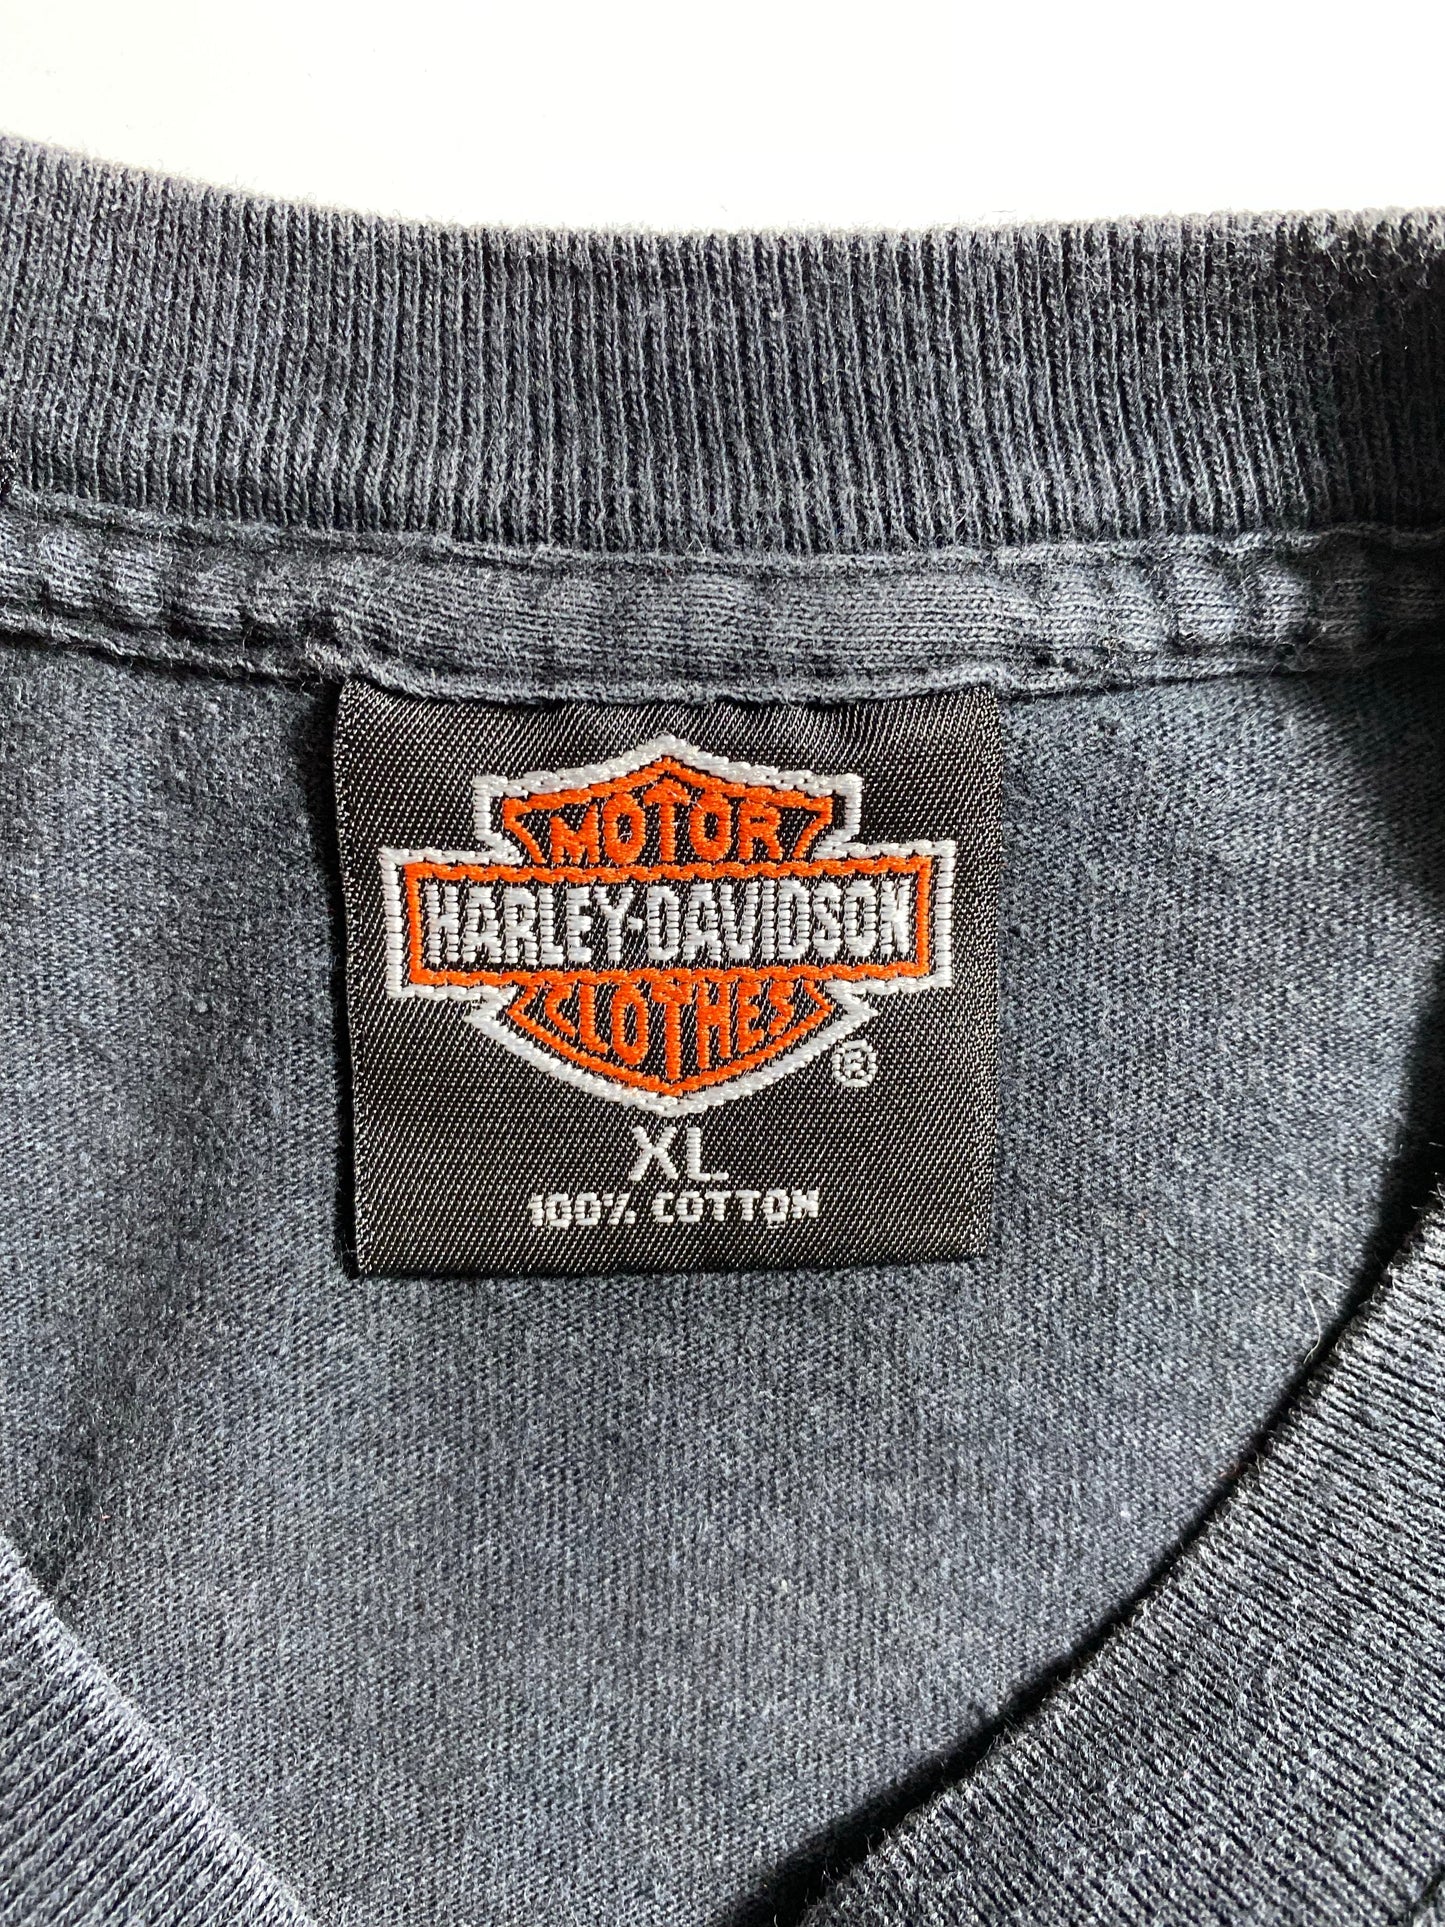 MOTOR
HARLEY-DAVIDSON
CLOTHES
®
XL
100% COTTON